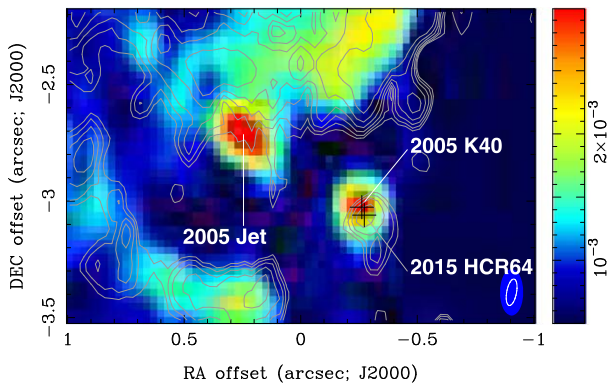 DEC offset (arcsec; J2000)
−2.5
−3
−3.5
2005 K40
2005 Jet
2015 HCR64
1
0.5
0
−0.5
−1
RA offset (arcsec; J2000)
2×10⁻³
10⁻³